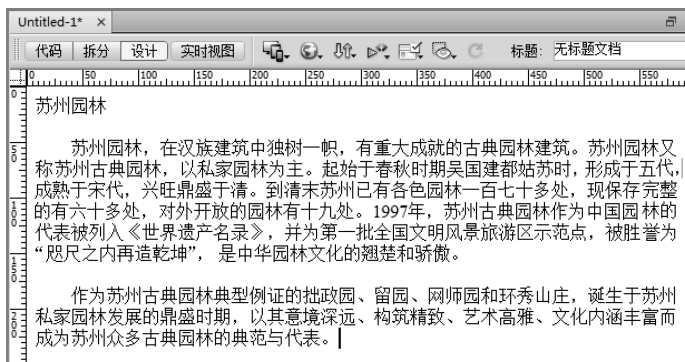 Untitled-1* ×
代码 拆分 设计 实时视图 标题: 无标题文档
0 50 100 150 200 250 300 350 400 450 500 550
0
50
100
150
200
苏州园林
苏州园林，在汉族建筑中独树一帜，有重大成就的古典园林建筑。苏州园林又
称苏州古典园林，以私家园林为主。起始于春秋时期吴国建都姑苏时，形成于五代，
成熟于宋代，兴旺鼎盛于清。到清末苏州已有各色园林一百七十多处，现保存完整
的有六十多处，对外开放的园林有十九处。1997年，苏州古典园林作为中国园林的
代表被列入《世界遗产名录》，并为第一批全国文明风景旅游区示范点，被胜誉为
“咫尺之内再造乾坤”， 是中华园林文化的翘楚和骄傲。
作为苏州古典园林典型例证的拙政园、留园、网师园和环秀山庄，诞生于苏州
私家园林发展的鼎盛时期，以其意境深远、构筑精致、艺术高雅、文化内涵丰富而
成为苏州众多古典园林的典范与代表。